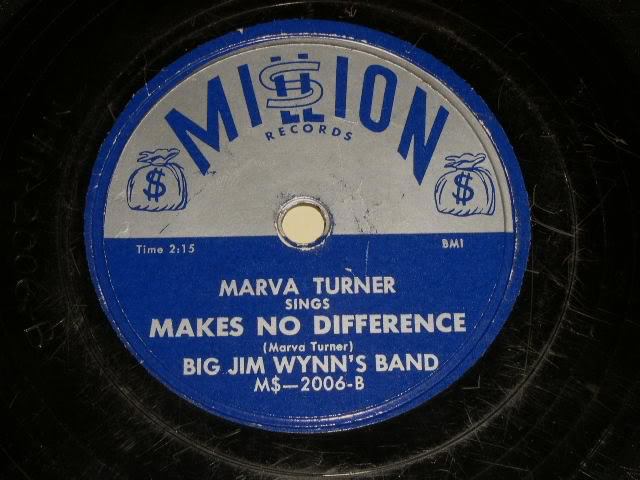 MILLION
RECORDS
$ $
Time 2:15 BMI
MARVA TURNER
SINGS
MAKES NO DIFFERENCE
(Marva Turner)
BIG JIM WYNN'S BAND
M$—2006-B